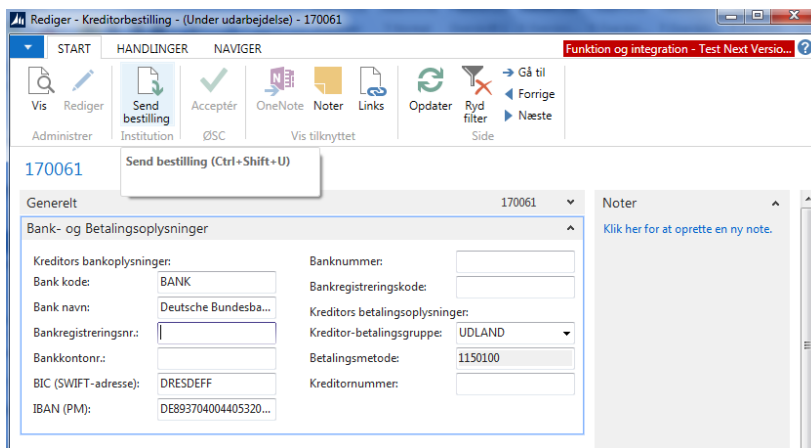 Rediger - Kreditorbestilling - (Under udarbejdelse) - 170061
START HANDLINGER NAVIGER
Funktion og integration - Test Next Versio... ?
Vis Rediger
Administrer
Send bestilling
Institution
Acceptér
ØSC
OneNote Noter Links
Vis tilknyttet
Opdater Ryd filter
Gå til
Forrige
Næste
Side
Send bestilling (Ctrl+Shift+U)
170061
Generelt 170061
Bank- og Betalingsoplysninger
Kreditors bankoplysninger:
Bank kode: BANK
Bank navn: Deutsche Bundesba...
Bankregistreringsnr.:
Bankkontonr.:
BIC (SWIFT-adresse): DRESDEFF
IBAN (PM): DE893704004405320...
Banknummer:
Bankregistreringskode:
Kreditors betalingsoplysninger:
Kreditor-betalingsgruppe: UDLAND
Betalingsmetode: 1150100
Kreditornummer:
Noter
Klik her for at oprette en ny note.